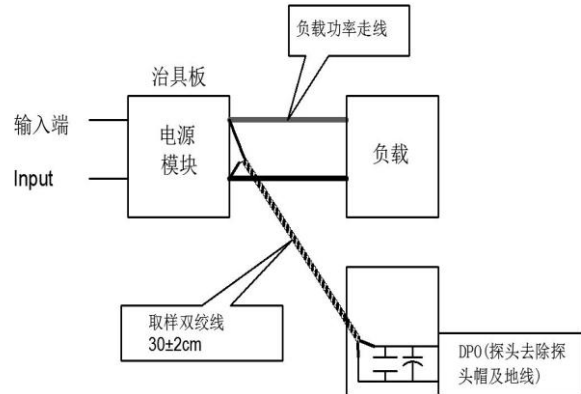 负载功率走线
治具板
输入端
电源
模块
负载
Input
取样双绞线
30±2cm
DPO(探头去除探
头帽及地线)